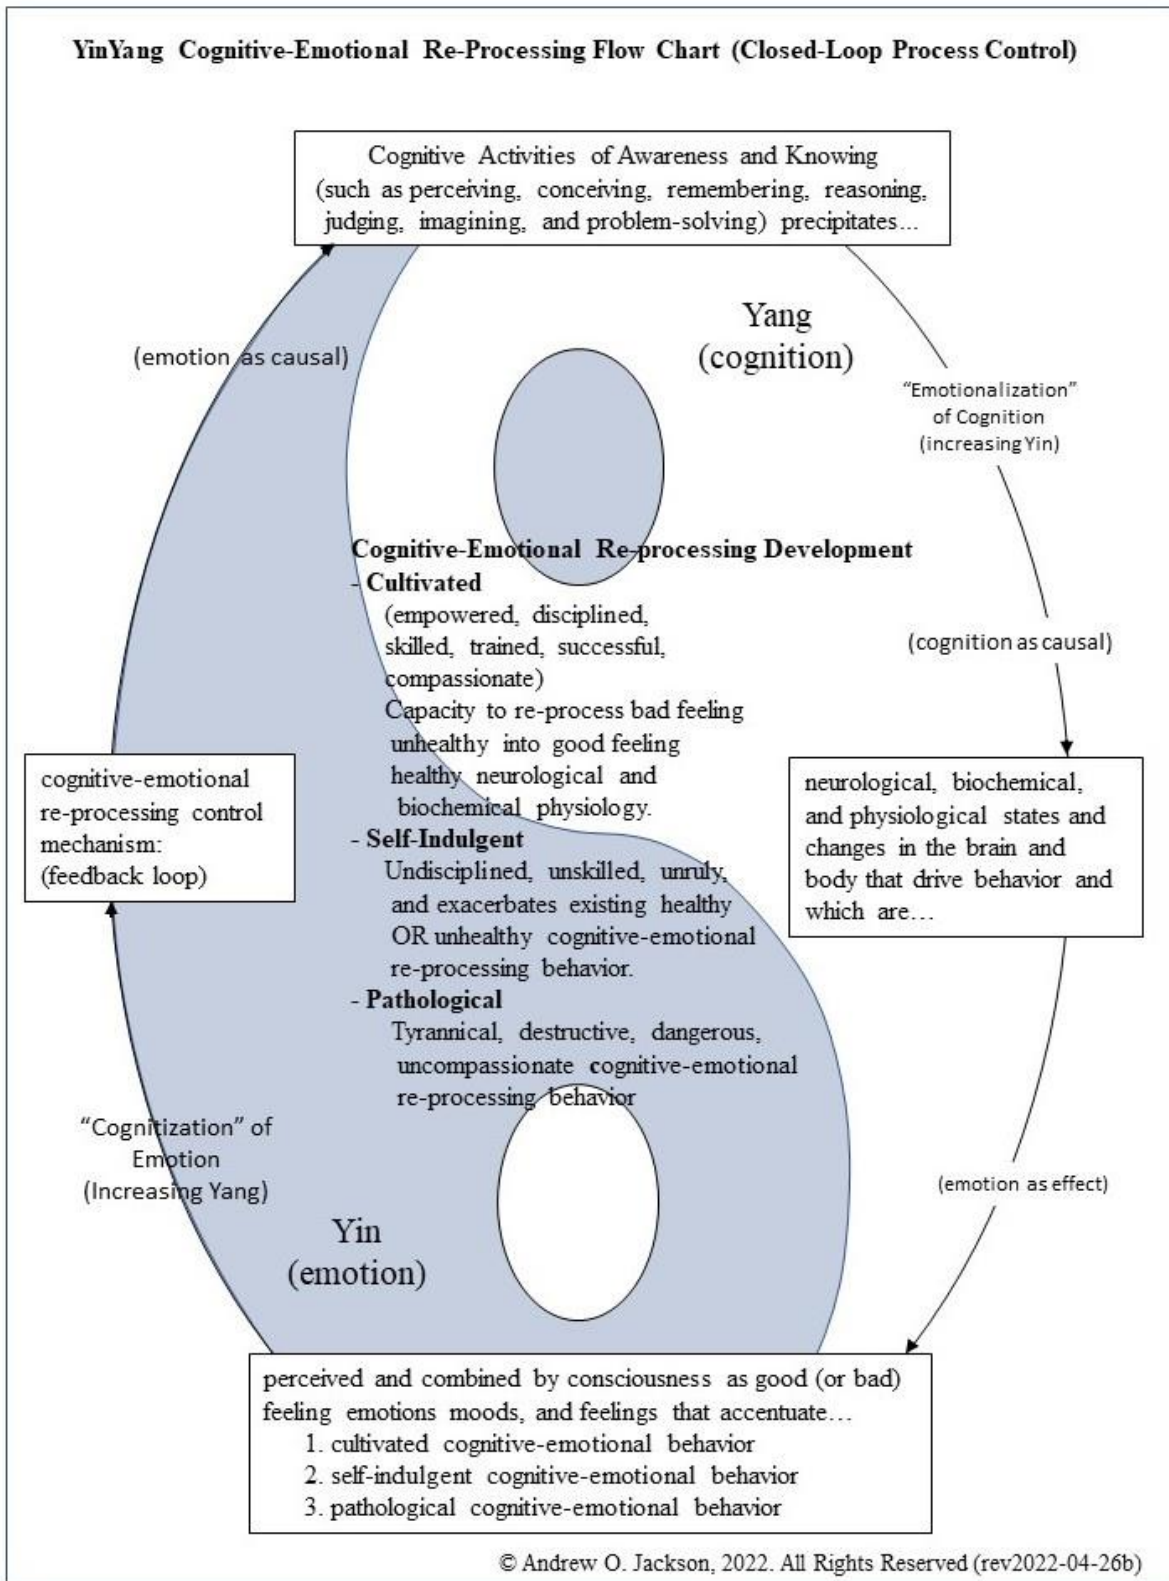 YinYang Cognitive-Emotional Re-Processing Flow Chart (Closed-Loop Process Control)
Cognitive Activities of Awareness and Knowing
(such as perceiving, conceiving, remembering, reasoning,
judging, imagining, and problem-solving) precipitates...
Yang
(cognition)
(emotion as causal)
"Emotionalization"
of Cognition
(increasing Yin)
(cognition as causal)
Cognitive-Emotional Re-processing Development
- Cultivated
(empowered, disciplined,
skilled, trained, successful,
compassionate)
Capacity to re-process bad feeling
unhealthy into good feeling
healthy neurological and
biochemical physiology.
- Self-Indulgent
Undisciplined, unskilled, unruly,
and exacerbates existing healthy
OR unhealthy cognitive-emotional
re-processing behavior.
- Pathological
Tyrannical, destructive, dangerous,
uncompassionate cognitive-emotional
re-processing behavior
cognitive-emotional
re-processing control
mechanism:
(feedback loop)
neurological, biochemical,
and physiological states and
changes in the brain and
body that drive behavior and
which are...
"Cognitization" of
Emotion
(Increasing Yang)
(emotion as effect)
Yin
(emotion)
perceived and combined by consciousness as good (or bad)
feeling emotions moods, and feelings that accentuate...
1. cultivated cognitive-emotional behavior
2. self-indulgent cognitive-emotional behavior
3. pathological cognitive-emotional behavior
© Andrew O. Jackson, 2022. All Rights Reserved (rev2022-04-26b)